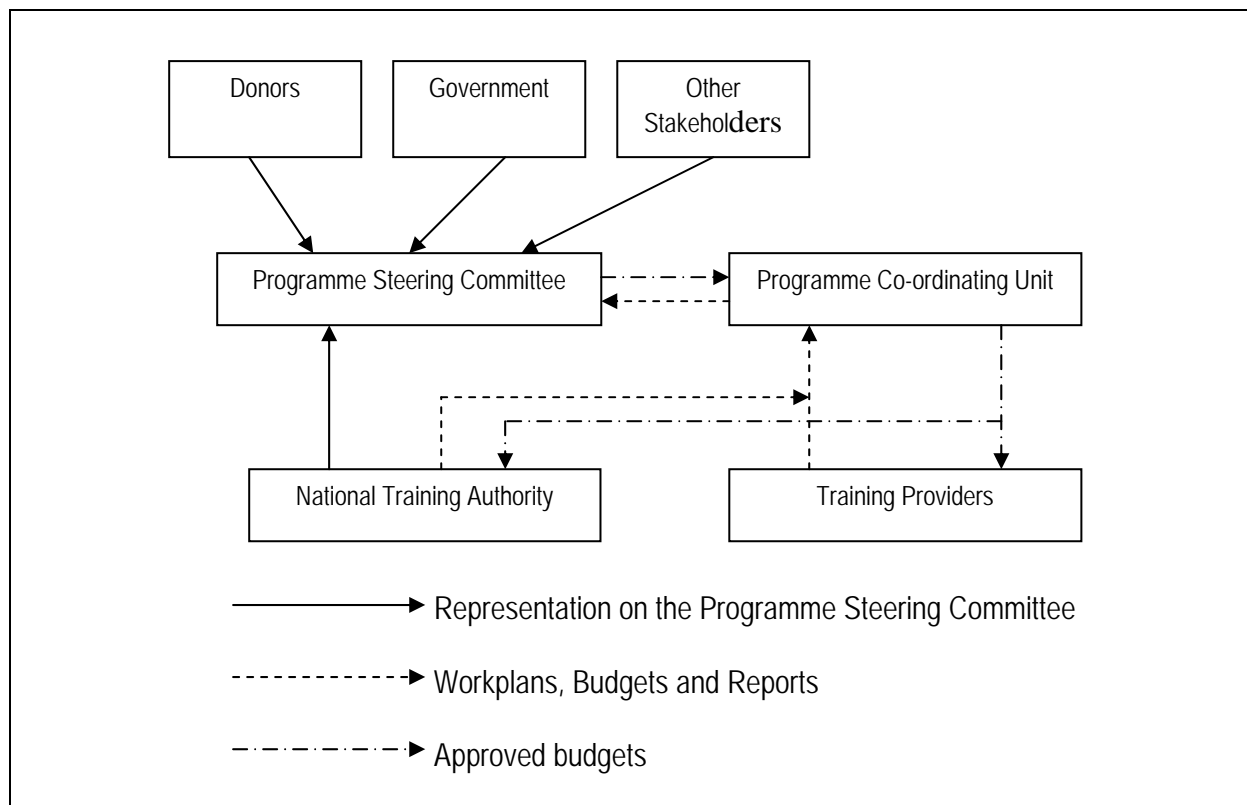 Donors
Government
Other
Stakeholders
Programme Steering Committee
Programme Co-ordinating Unit
National Training Authority
Training Providers
Representation on the Programme Steering Committee
Workplans, Budgets and Reports
Approved budgets